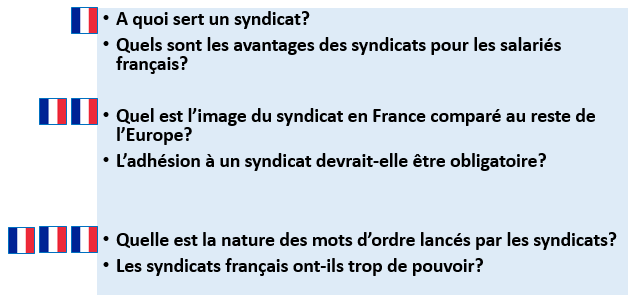 • A quoi sert un syndicat?
• Quels sont les avantages des syndicats pour les salariés
français?
• Quel est l’image du syndicat en France comparé au reste de
l’Europe?
• L’adhésion à un syndicat devrait-elle être obligatoire?
• Quelle est la nature des mots d’ordre lancés par les syndicats?
• Les syndicats français ont-ils trop de pouvoir?